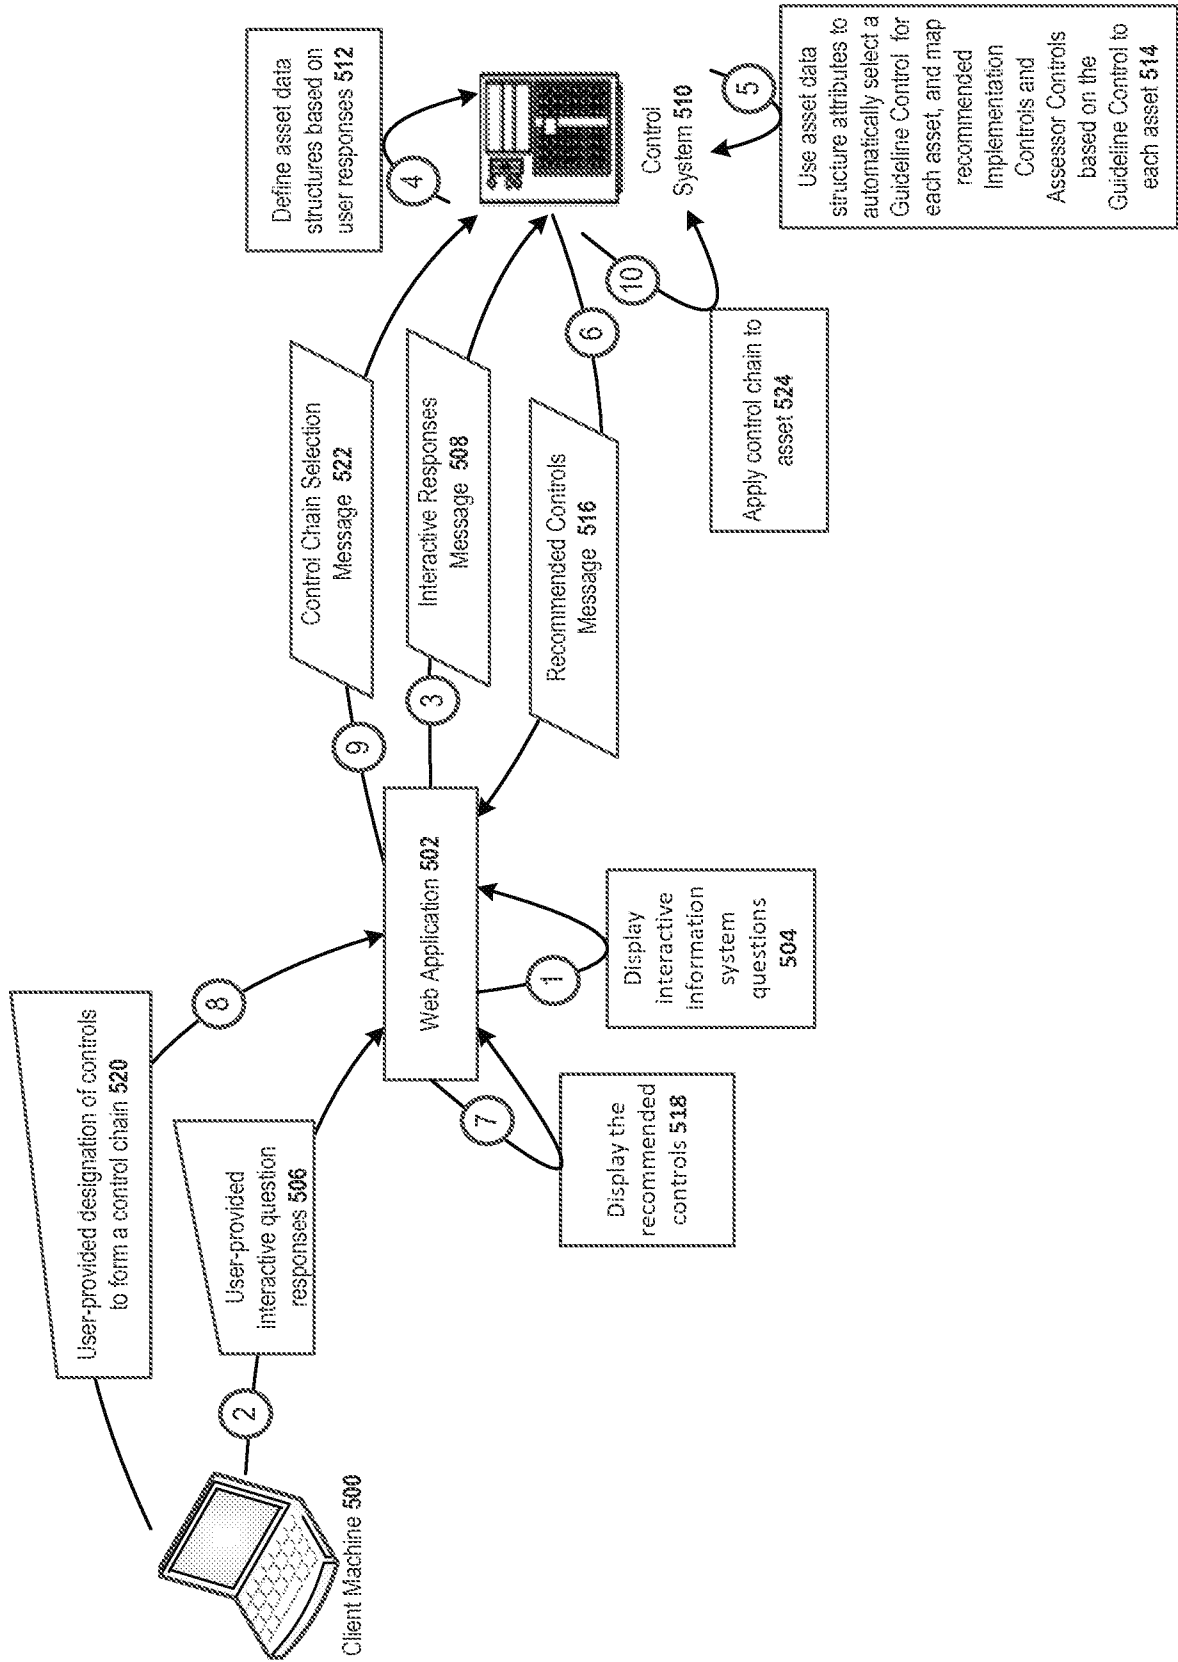 User-provided designation of controls
to form a control chain 520
8
User-provided
interactive question
responses 506
2
Client Machine 500
Web Application 502
9
3
7
1
Display the
recommended
controls 518
Display
interactive
information
system
questions
504
Control Chain Selection
Message 522
Interactive Responses
Message 508
Recommended Controls
Message 516
6
10
Apply control chain to
asset 524
Define asset data
structures based on
user responses 512
4
Control
System 510
5
Use asset data
structure attributes to
automatically select a
Guideline Control for
each asset, and map
recommended
Implementation
Controls and
Assessor Controls
based on the
Guideline Control to
each asset 514